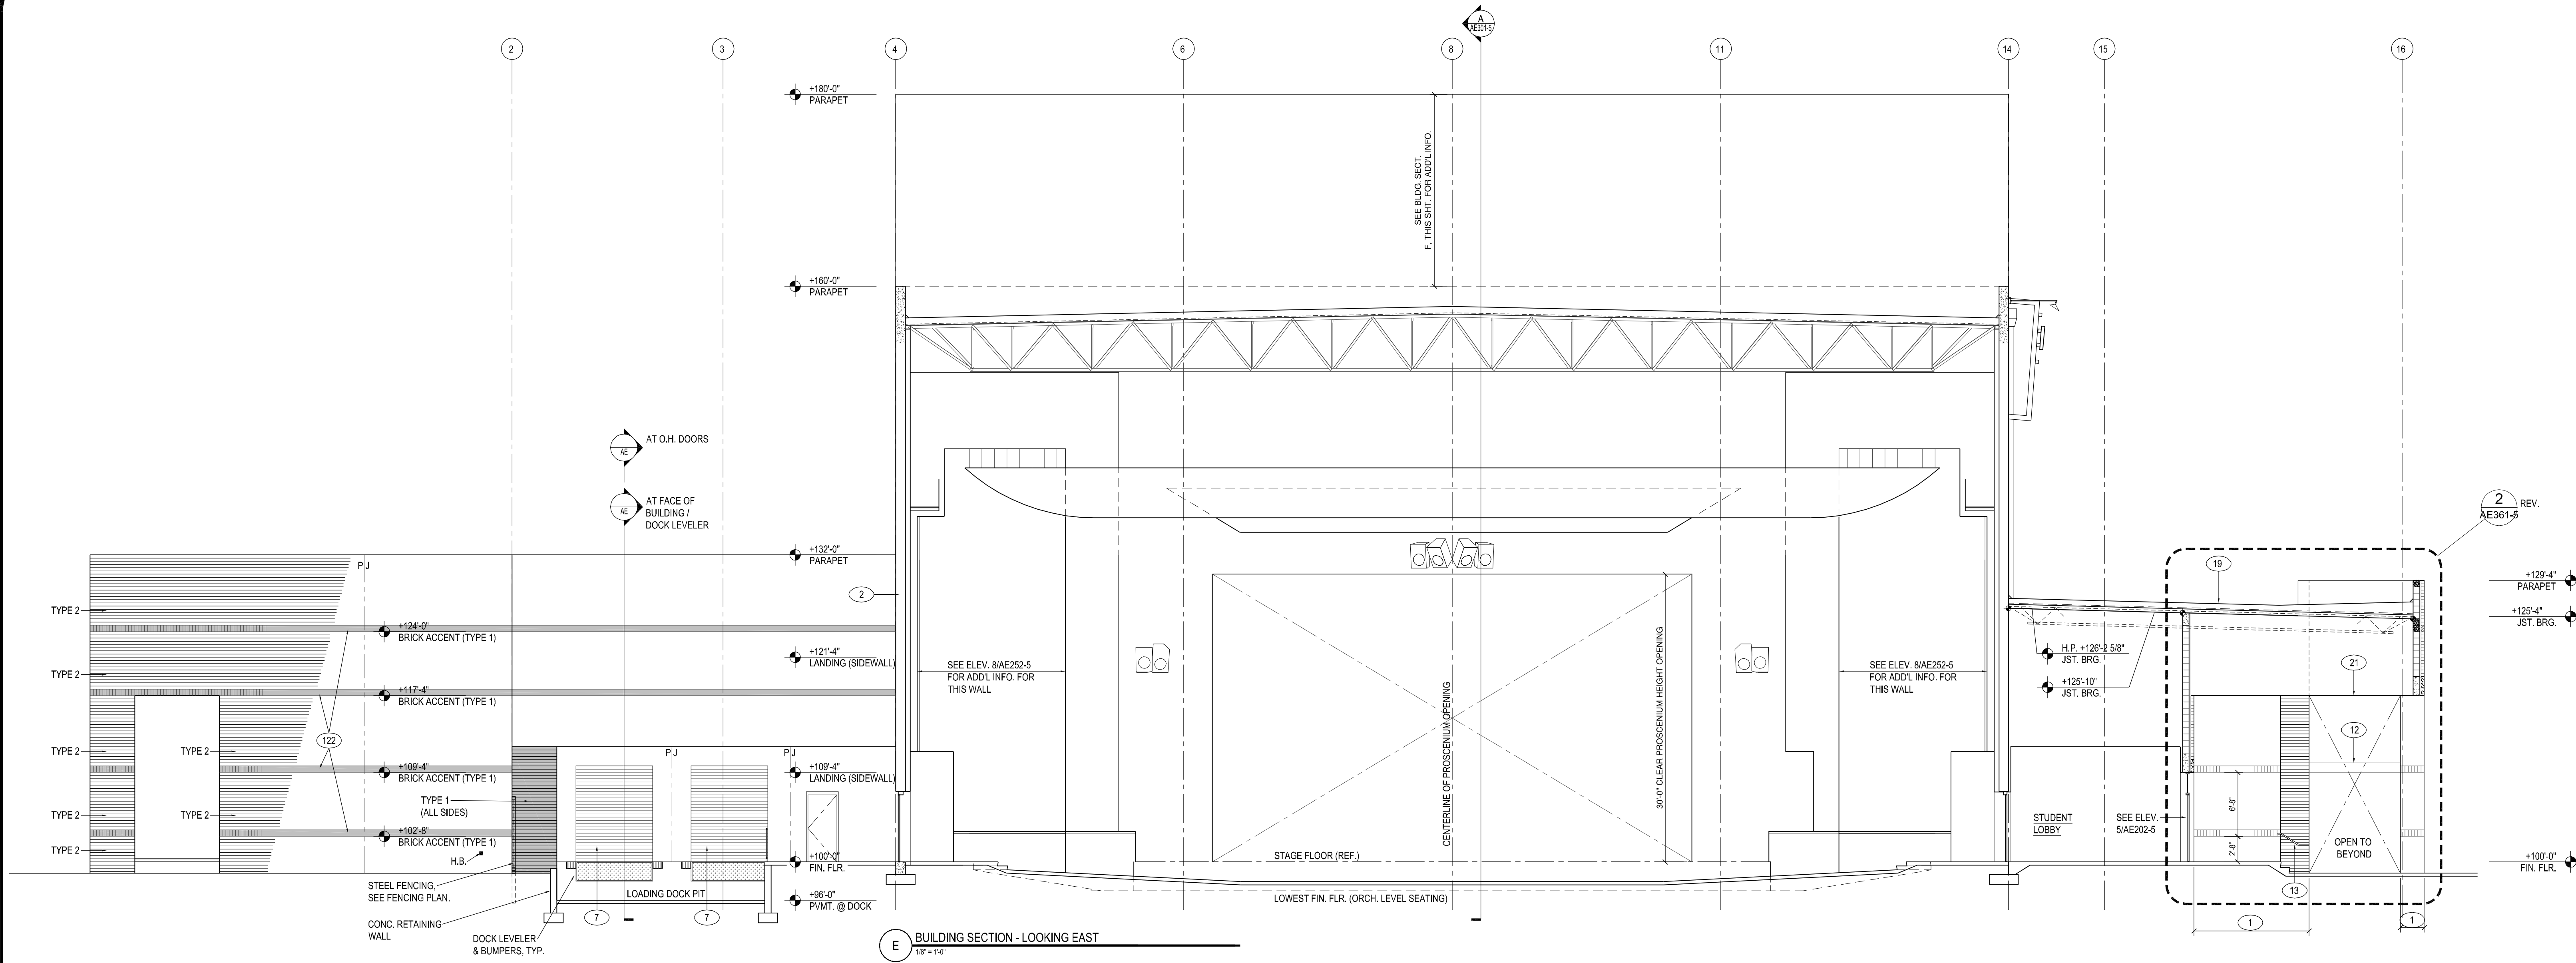 A
AE301-5
2
3
4
6
8
11
14
15
16
+180'-0"
PARAPET
SEE BLDG. SECT.
F, THIS SHT. FOR ADD'L INFO.
+160'-0"
PARAPET
AT O.H. DOORS
AE
AT FACE OF
BUILDING /
DOCK LEVELER
AE
2
AE361-5
REV.
+132'-0"
PARAPET
PJ
2
19
+129'-4"
PARAPET
+125'-4"
JST. BRG.
TYPE 2
+124'-0"
BRICK ACCENT (TYPE 1)
+121'-4"
LANDING (SIDEWALL)
SEE ELEV. 8/AE252-5
FOR ADD'L INFO. FOR
THIS WALL
CENTERLINE OF PROSCENIUM OPENING
30'-0" CLEAR PROSCENIUM HEIGHT OPENING
SEE ELEV. 8/AE252-5
FOR ADD'L INFO. FOR
THIS WALL
H.P. +126'-2 5/8"
JST. BRG.
+125'-10"
JST. BRG.
21
TYPE 2
+117'-4"
BRICK ACCENT (TYPE 1)
122
12
TYPE 2
TYPE 2
PJ
PJ
+109'-4"
BRICK ACCENT (TYPE 1)
+109'-4"
LANDING (SIDEWALL)
TYPE 1
(ALL SIDES)
6'-8"
TYPE 2
TYPE 2
STUDENT
LOBBY
SEE ELEV.
5/AE202-5
+102'-8"
BRICK ACCENT (TYPE 1)
2'-8"
OPEN TO
BEYOND
TYPE 2
H.B.
+100'-0"
FIN. FLR.
STAGE FLOOR (REF.)
+100'-0"
FIN. FLR.
STEEL FENCING,
SEE FENCING PLAN.
LOADING DOCK PIT
+96'-0"
PVMT. @ DOCK
LOWEST FIN. FLR. (ORCH. LEVEL SEATING)
13
7
7
1
1
CONC. RETAINING
WALL
DOCK LEVELER
& BUMPERS, TYP.
E
BUILDING SECTION - LOOKING EAST
1/8" = 1'-0"